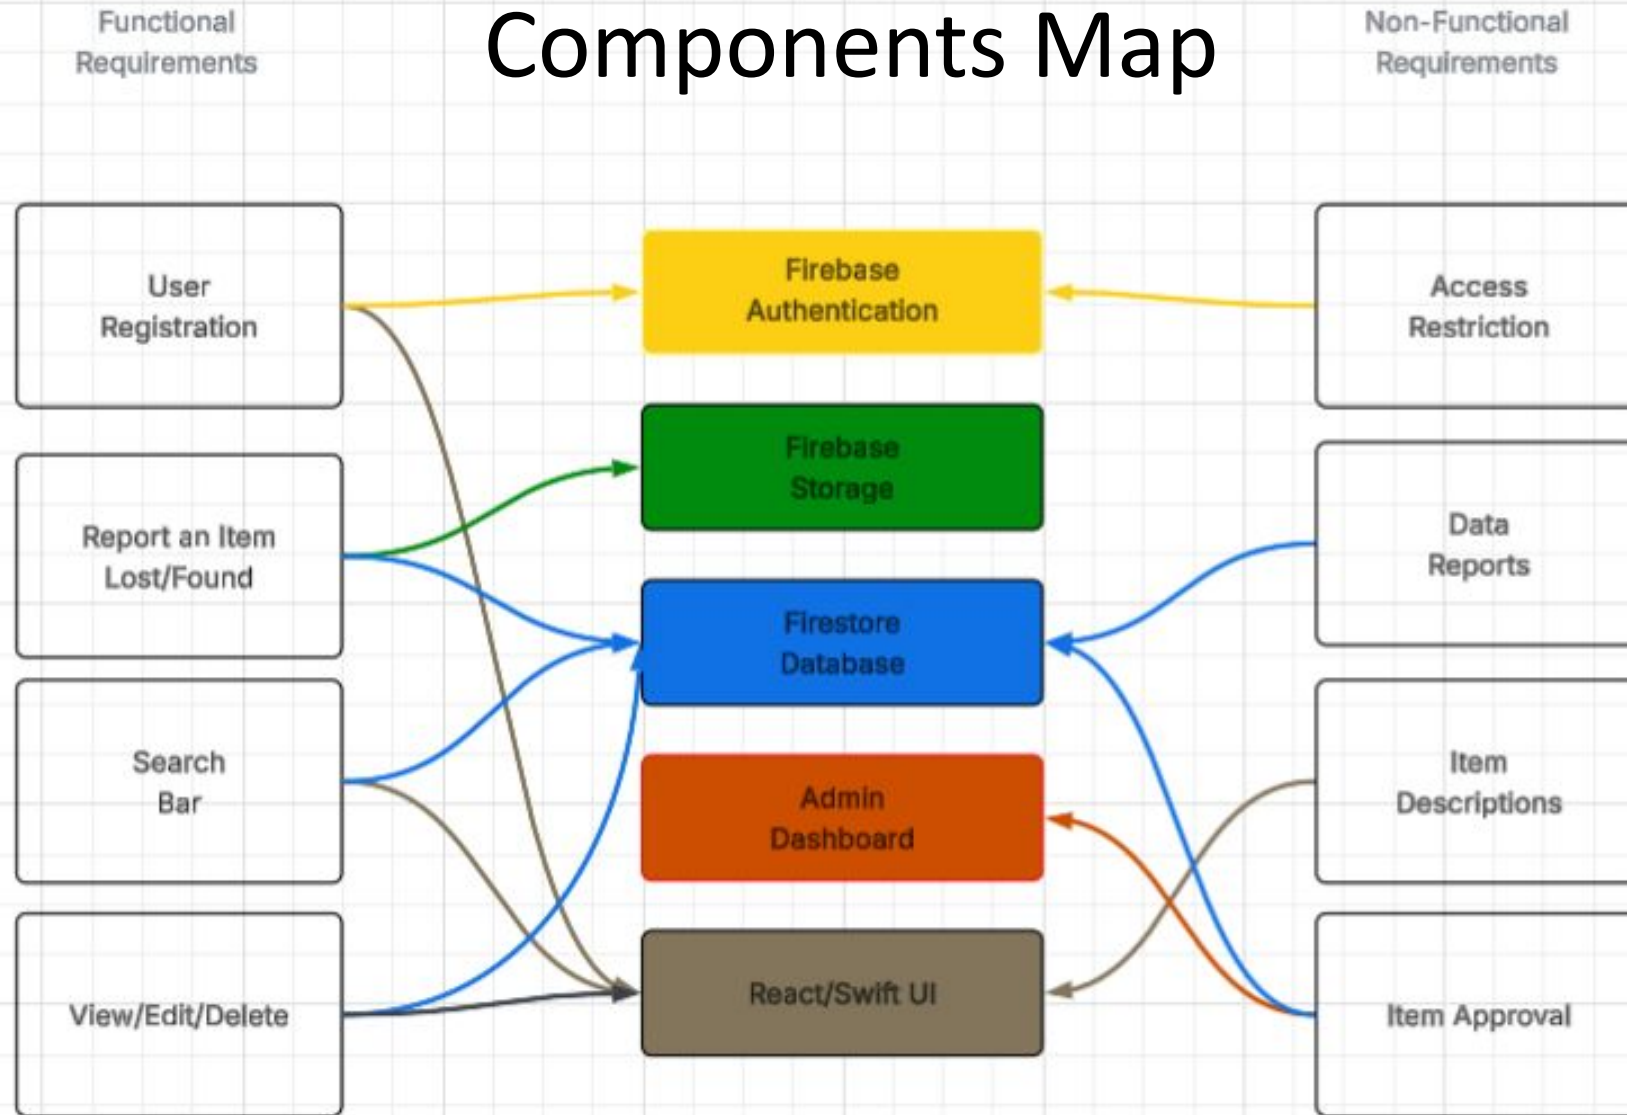 Functional
Requirements
Components Map
Non-Functional
Requirements
User
Registration
Firebase
Authentication
Access
Restriction
Firebase
Storage
Report an Item
Lost/Found
Data
Reports
Firestore
Database
Search
Bar
Admin
Dashboard
Item
Descriptions
View/Edit/Delete
React/Swift UI
Item Approval